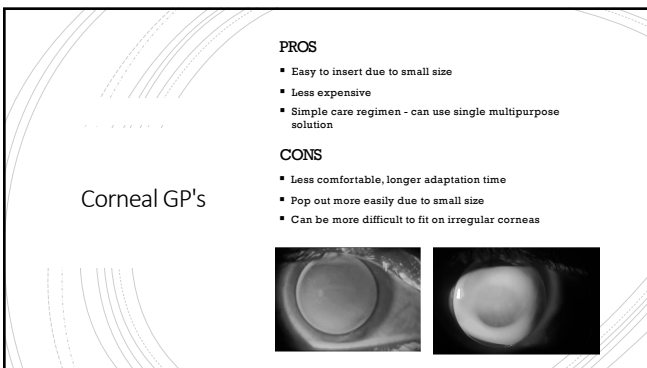 PROS
▪ Easy to insert due to small size
▪ Less expensive
▪ Simple care regimen - can use single multipurpose
solution
CONS
▪ Less comfortable, longer adaptation time
▪ Pop out more easily due to small size
▪ Can be more difficult to fit on irregular corneas
Corneal GP's